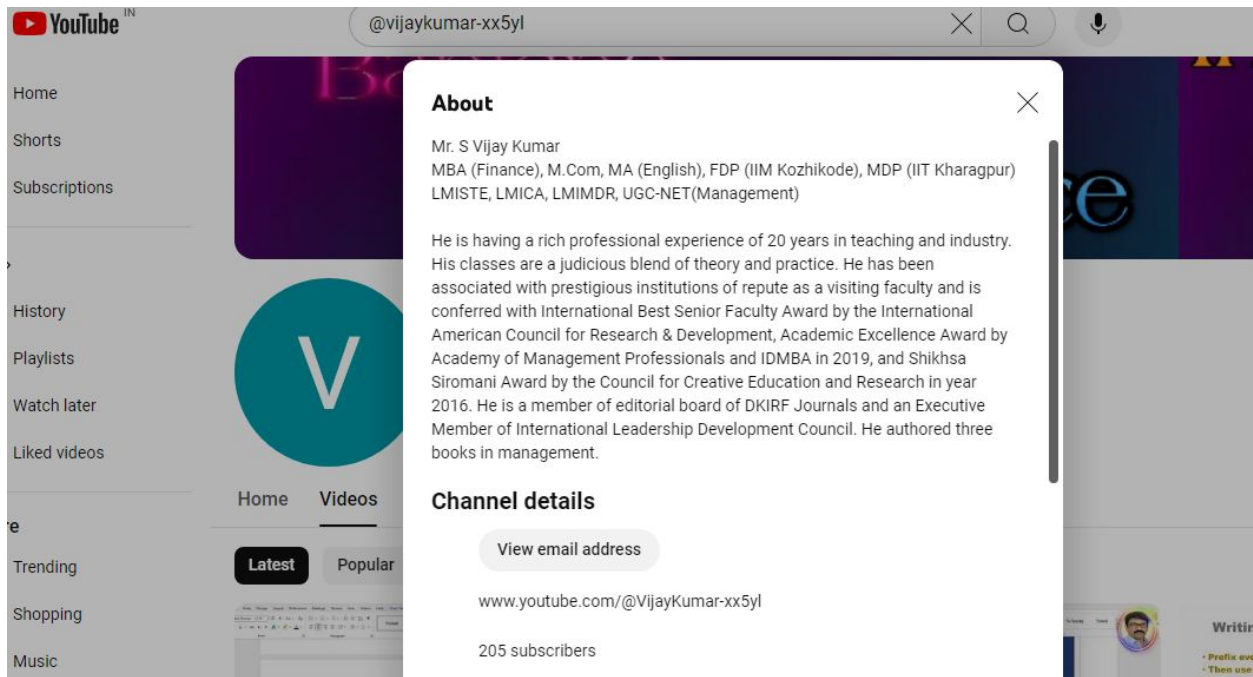 YouTube IN
@vijaykumar-xx5yl
Home
Shorts
Subscriptions
History
Playlists
Watch later
Liked videos
re
Trending
Shopping
Music
V
Home Videos
Latest Popular
About
Mr. S Vijay Kumar
MBA (Finance), M.Com, MA (English), FDP (IIM Kozhikode), MDP (IIT Kharagpur)
LMISTE, LMICA, LMIMDR, UGC-NET(Management)
He is having a rich professional experience of 20 years in teaching and industry.
His classes are a judicious blend of theory and practice. He has been
associated with prestigious institutions of repute as a visiting faculty and is
conferred with International Best Senior Faculty Award by the International
American Council for Research & Development, Academic Excellence Award by
Academy of Management Professionals and IDMBA in 2019, and Shikhsa
Siromani Award by the Council for Creative Education and Research in year
2016. He is a member of editorial board of DKIRF Journals and an Executive
Member of International Leadership Development Council. He authored three
books in management.
Channel details
View email address
www.youtube.com/@VijayKumar-xx5yl
205 subscribers
ce
Writin
• Prefix eve
• Then use